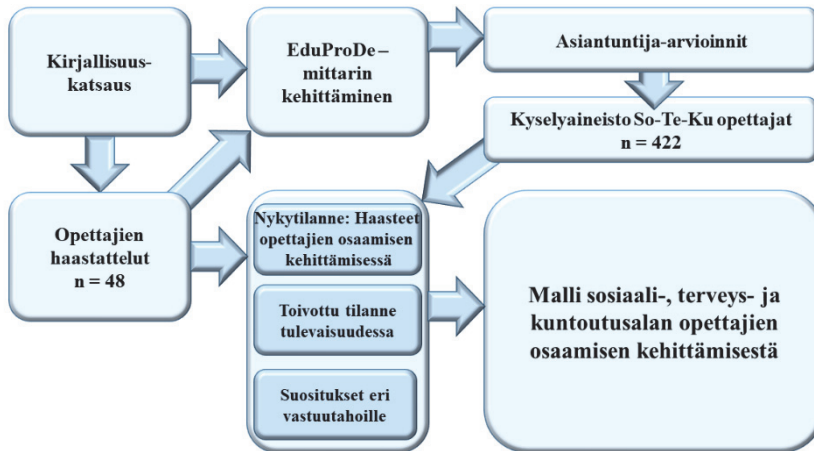 Kirjallisuus-
katsaus
EduProDe –
mittarin
kehittäminen
Asiantuntija-arvioinnit
Kyselyaineisto So-Te-Ku opettajat
n = 422
Opettajien
haastattelut
n = 48
Nykytilanne: Haasteet
opettajien osaamisen
kehittämisessä
Toivottu tilanne
tulevaisuudessa
Suositukset eri
vastuutahoille
Malli sosiaali-, terveys- ja
kuntoutusalan opettajien
osaamisen kehittämisestä